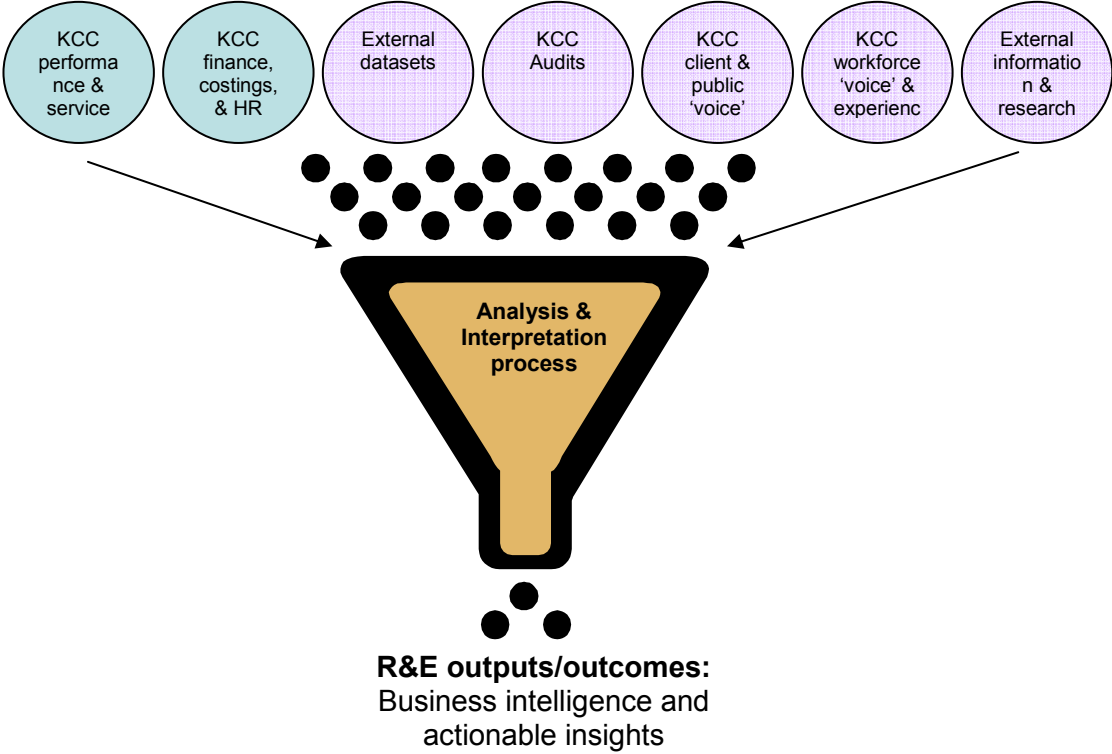 KCC
performa
nce &
service
KCC
finance,
costings,
& HR
External
datasets
KCC
Audits
KCC
client &
public
‘voice’
KCC
workforce
‘voice’ &
experienc
External
informatio
n &
research
Analysis &
Interpretation
process
R&E outputs/outcomes:
Business intelligence and
actionable insights